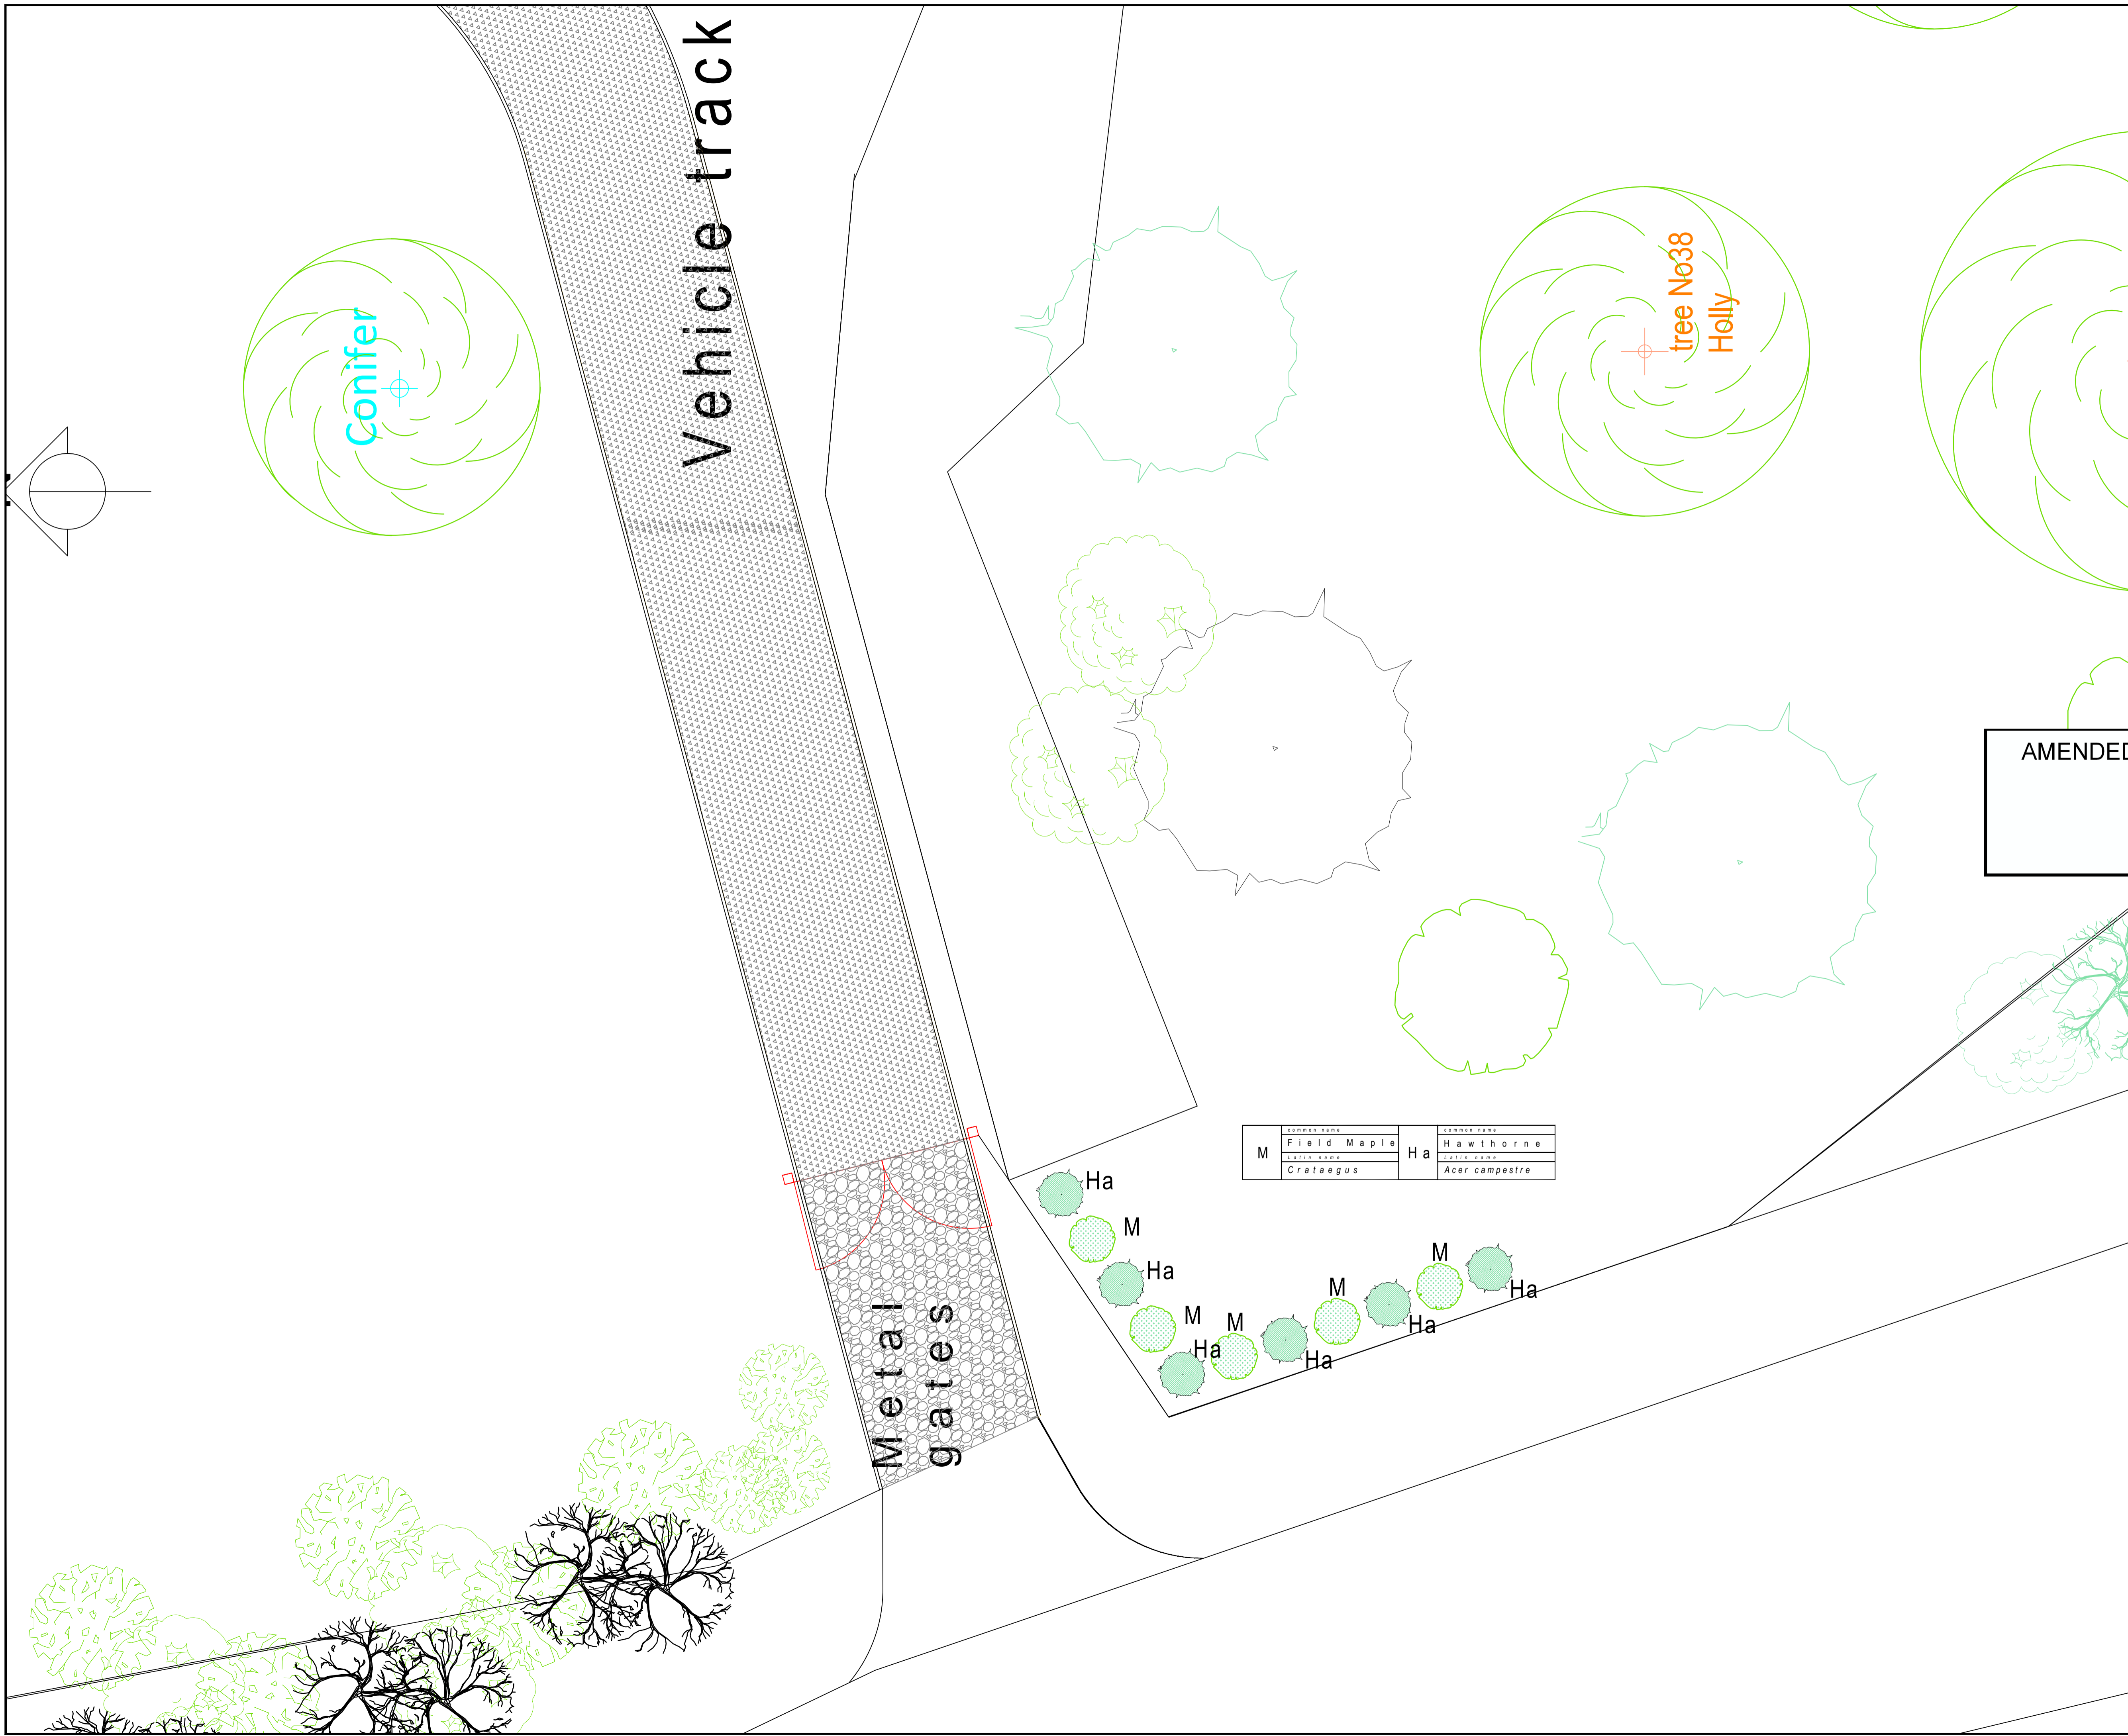 Vehicle track
Conifer
tree No38
Holly
AMENDED
M
common name
Field Maple
Latin name
Crataegus
Ha
common name
Hawthorne
Latin name
Acer campestre
Ha
M
Ha
M
Ha
M
Ha
M
Ha
M
Ha
Metal
gates